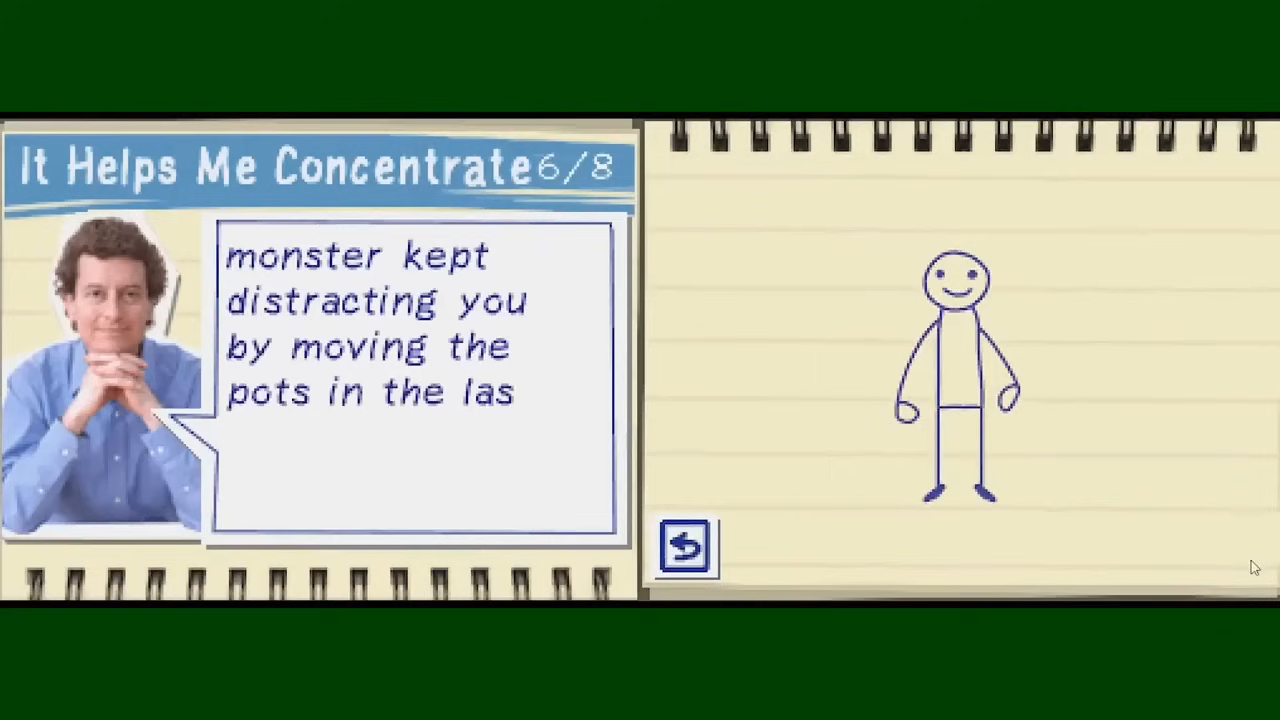 It Helps Me Concentrate 6/8
monster kept
distracting you
by moving the
pots in the las